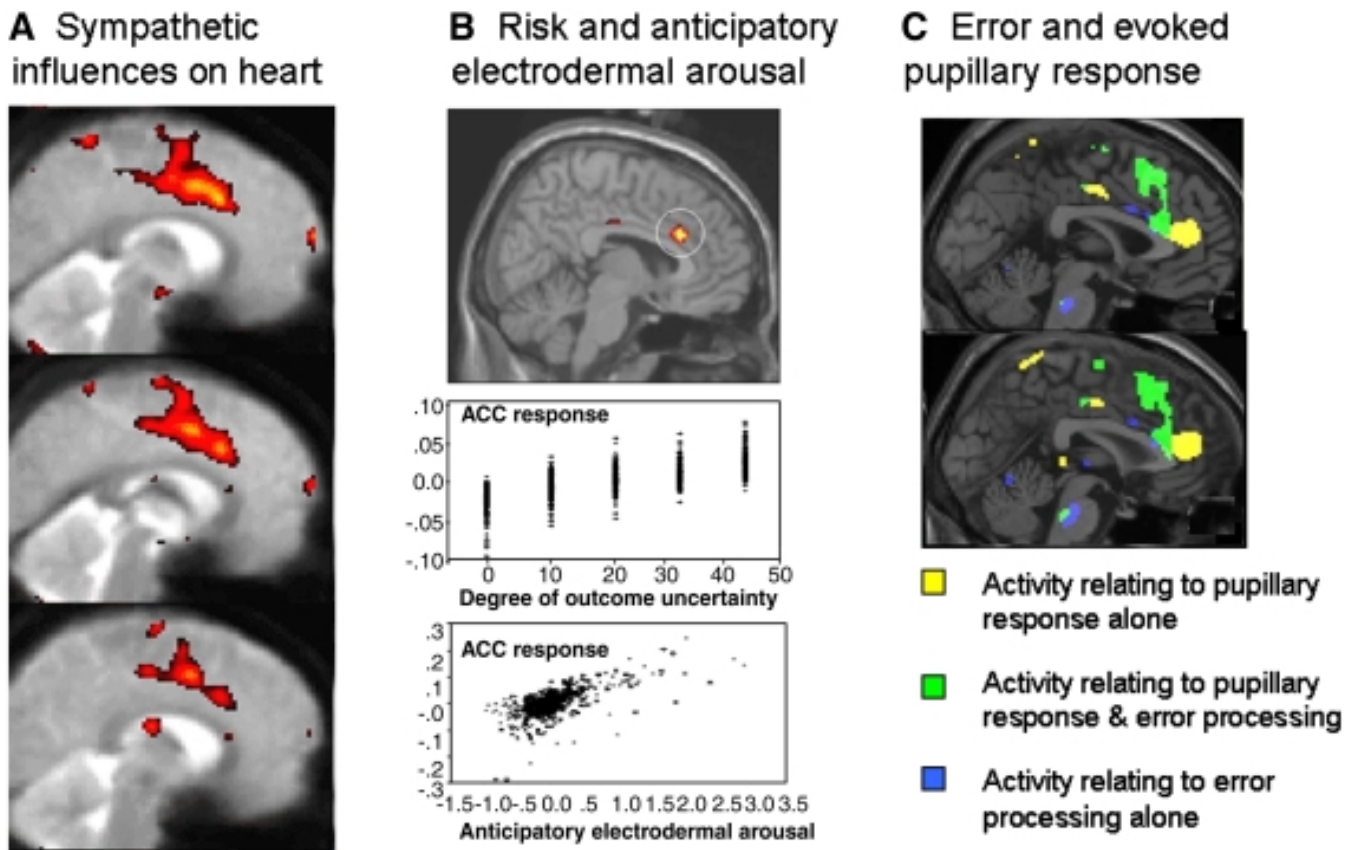 A Sympathetic
influences on heart
B Risk and anticipatory
electrodermal arousal
C Error and evoked
pupillary response
.10
.05
0.0
-.05
-.10
ACC response
0 10 20 30 40 50
Degree of outcome uncertainty
.3
.2
.1
-.0
-.1
-.2
-.3
ACC response
-1.5 -1.0 -.5 0.0 .5 1.0 1.5 2.0 2.5 3.0 3.5
Anticipatory electrodermal arousal
Activity relating to pupillary
response alone
Activity relating to pupillary
response & error processing
Activity relating to error
processing alone